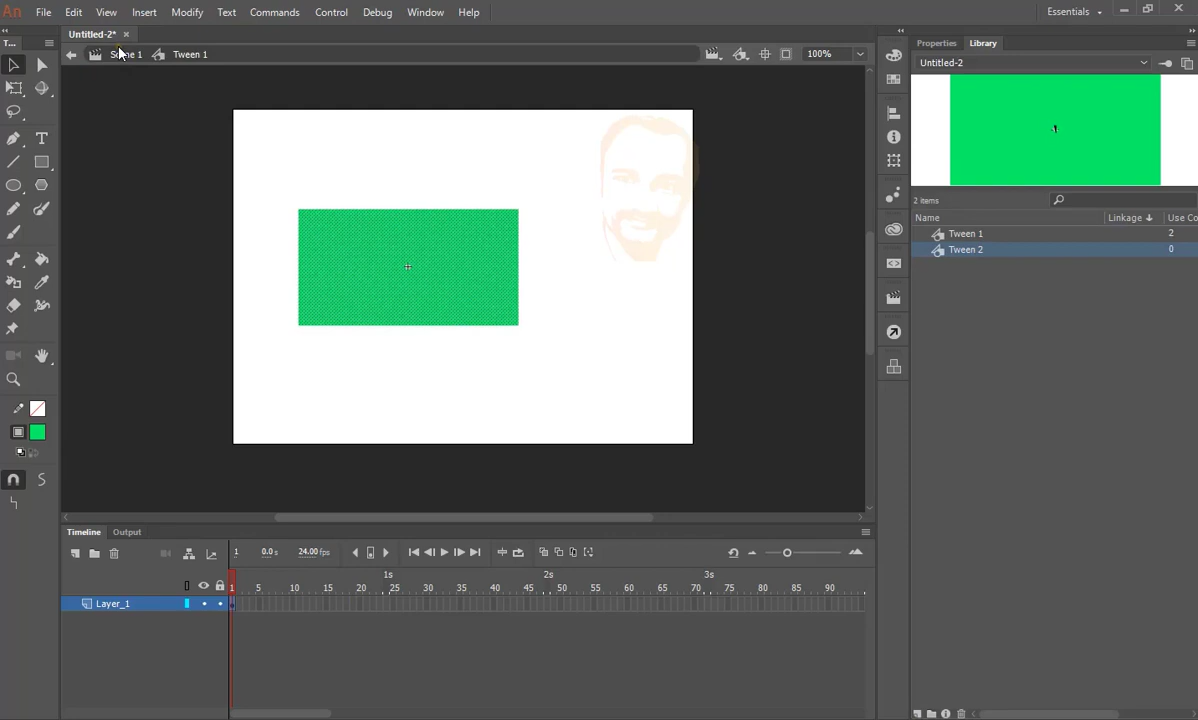 An File Edit View Insert Modify Text Commands Control Debug Window Help Essentials
Untitled-2*
Scene 1 Tween 1 100%
T...
Properties Library
Untitled-2
2 items
Name Linkage Use Co
Tween 1 2
Tween 2 0
Timeline Output
1 0.0s 24.00 fps
1s 2s 3s
1 5 10 15 20 25 30 35 40 45 50 55 60 65 70 75 80 85 90
Layer_1